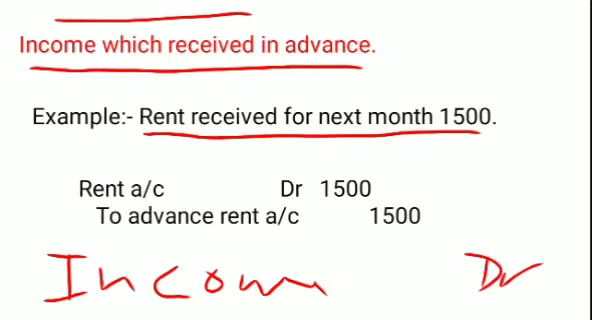 Income which received in advance.
Example:- Rent received for next month 1500.
Rent a/c Dr 1500
To advance rent a/c 1500
Incom Dr